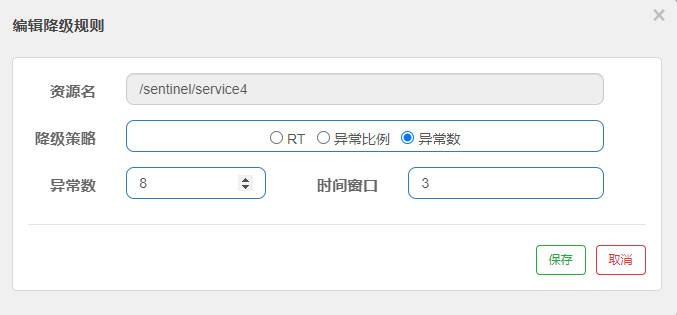 编辑降级规则
×
资源名 /sentinel/service4
降级策略 RT 异常比例 异常数
异常数 8 时间窗口 3
保存 取消